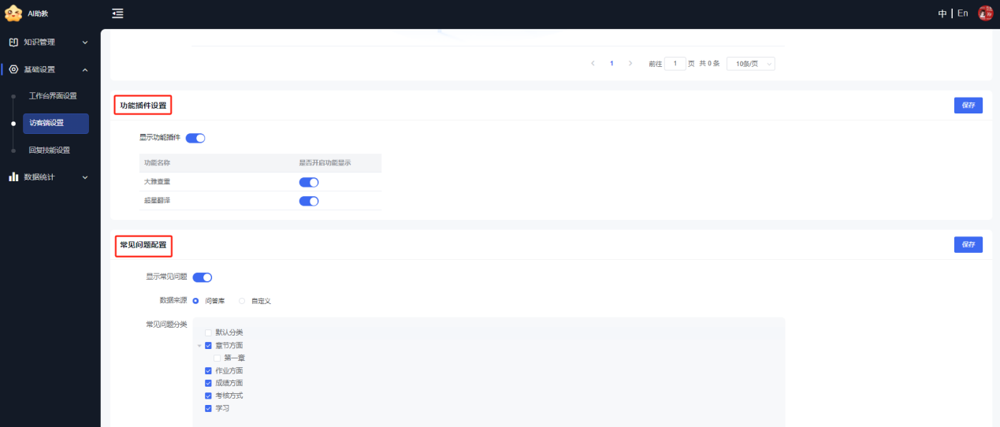 AI助教
中 | En
知识管理
基础设置
工作台界面设置
访客端设置
回复技能设置
数据统计
1 前往 1 页 共 0 条 10条/页
功能插件设置 保存
显示功能插件
功能名称 是否开启功能显示
大雅查重
超星翻译
常见问题配置 保存
显示常见问题
数据来源 问答库 自定义
常见问题分类
默认分类
章节方面
第一章
作业方面
成绩方面
考核方式
学习